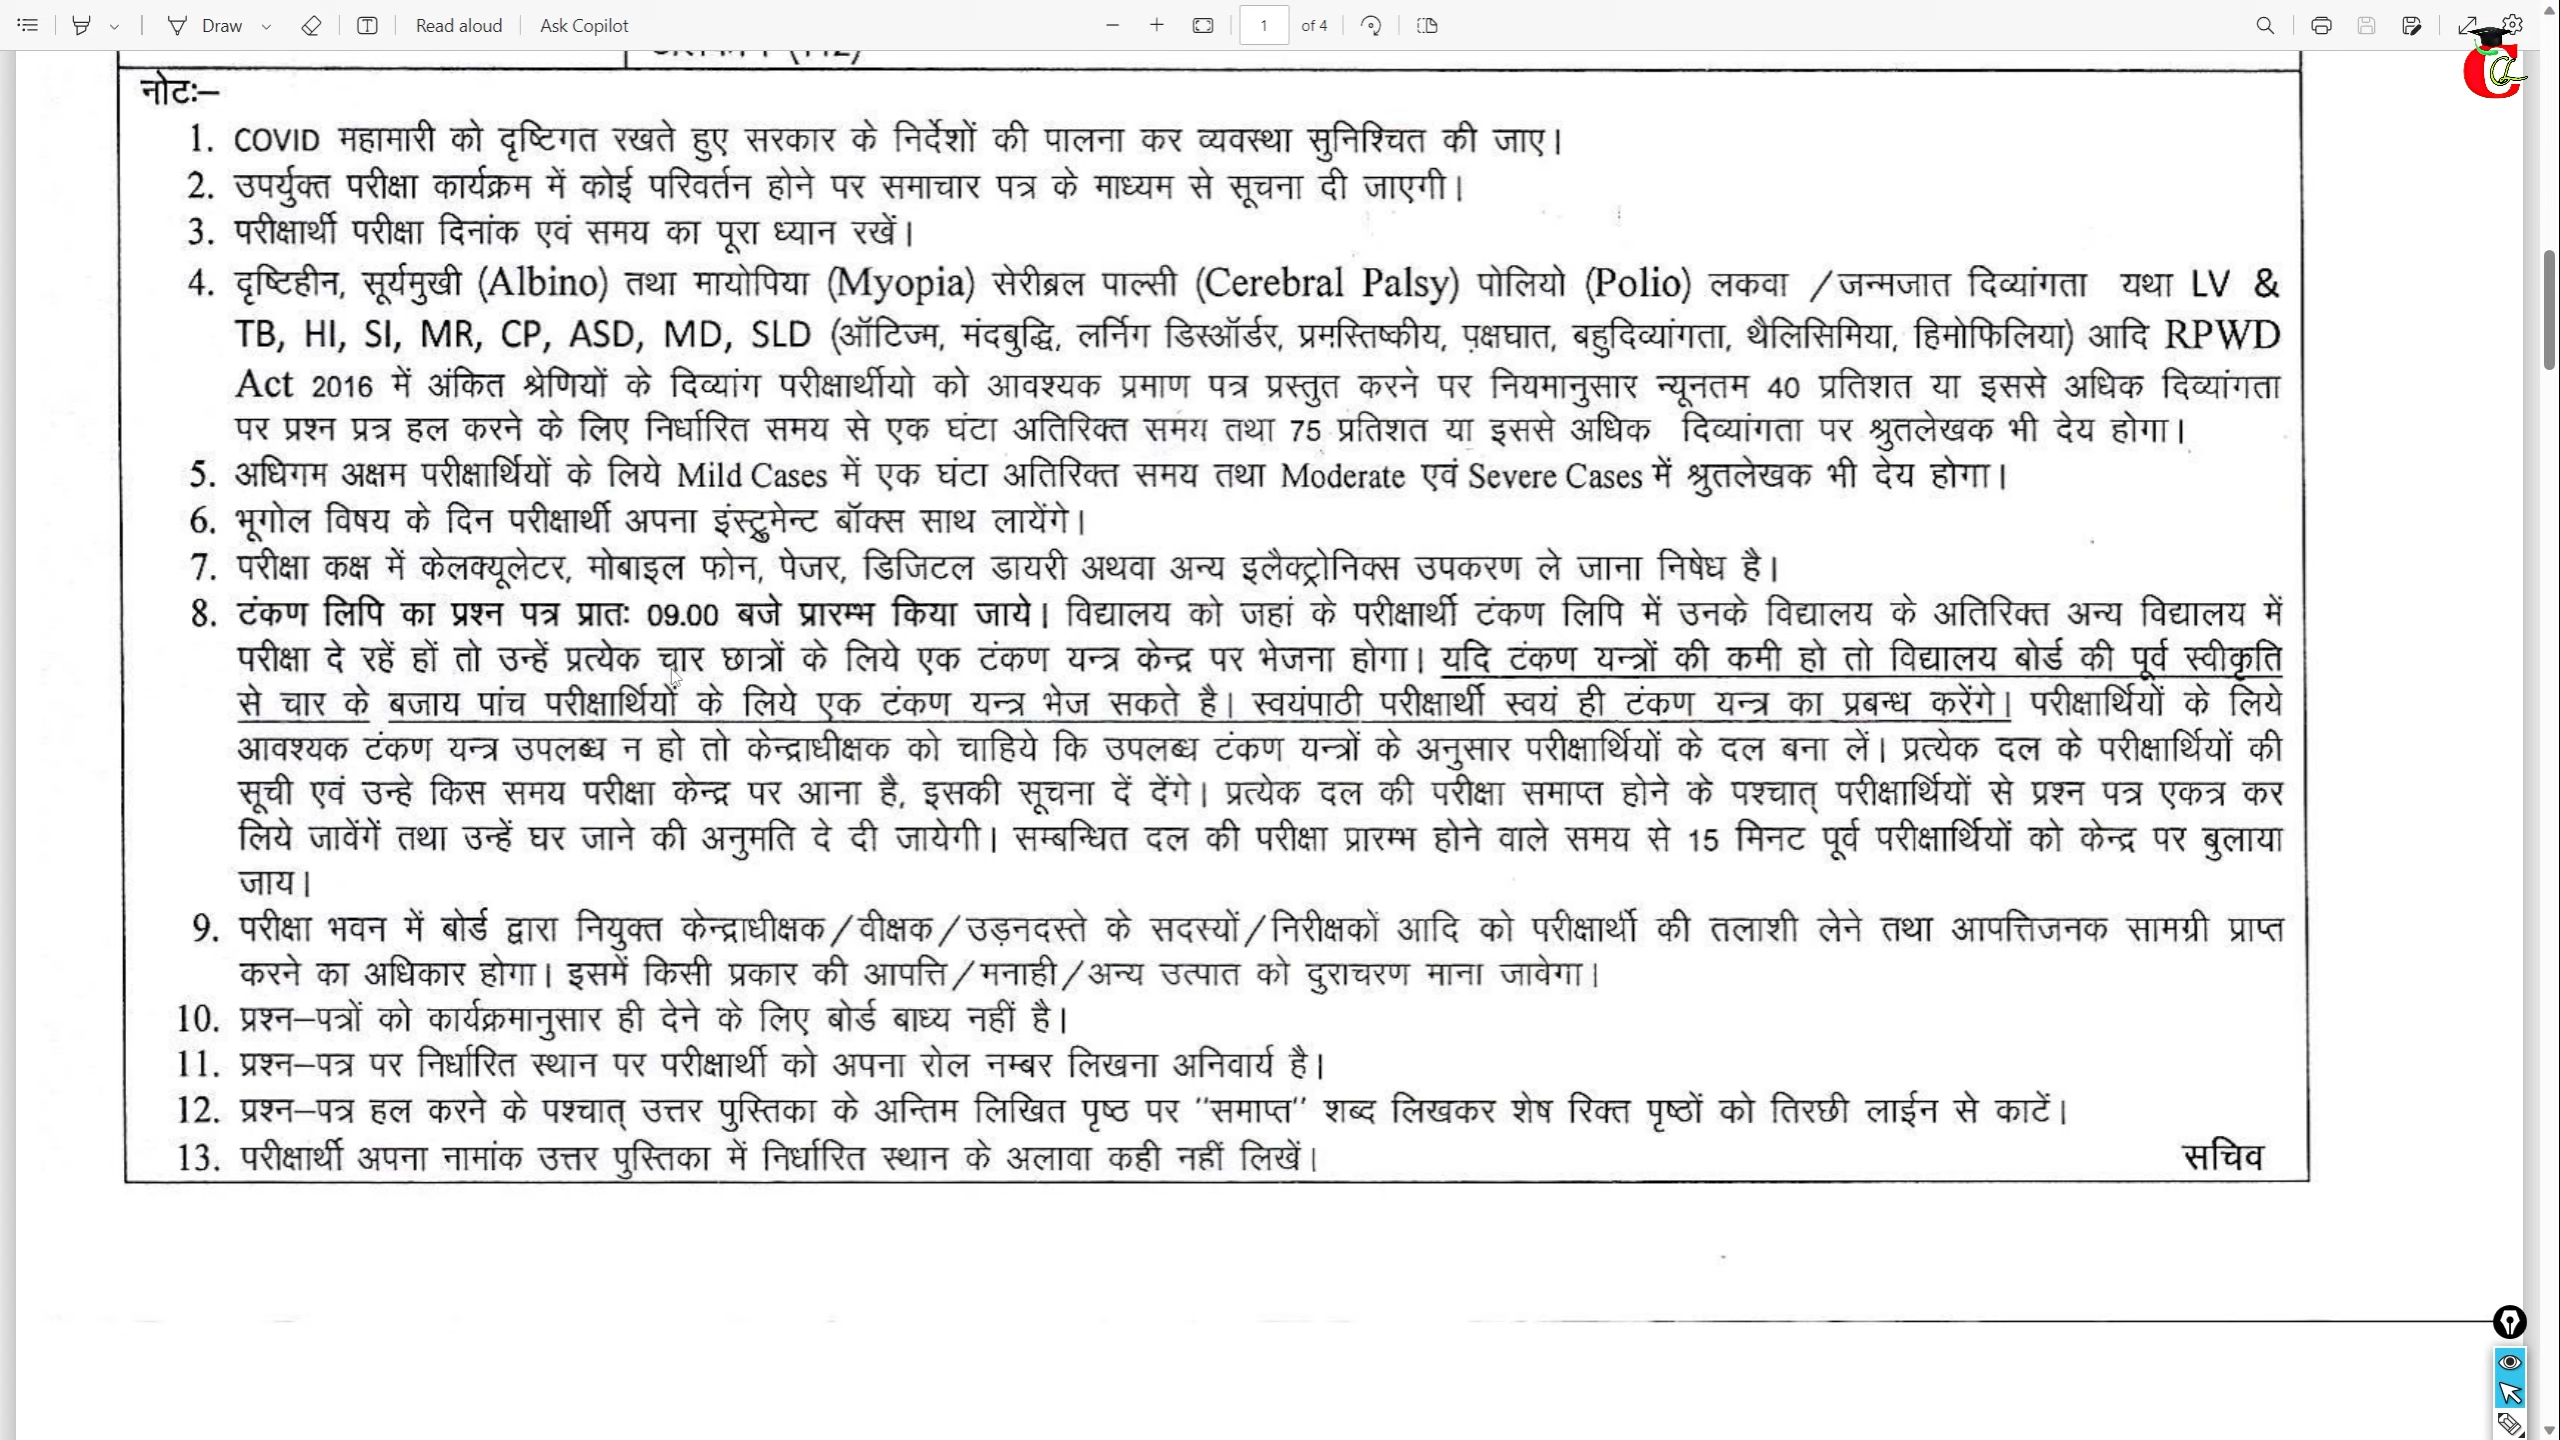 Draw
Read aloud
Ask Copilot
1 of 4
नोटः–
1. COVID महामारी को दृष्टिगत रखते हुए सरकार के निर्देशों की पालना कर व्यवस्था सुनिश्चित की जाए।
2. उपर्युक्त परीक्षा कार्यक्रम में कोई परिवर्तन होने पर समाचार पत्र के माध्यम से सूचना दी जाएगी।
3. परीक्षार्थी परीक्षा दिनांक एवं समय का पूरा ध्यान रखें।
4. दृष्टिहीन, सूर्यमुखी (Albino) तथा मायोपिया (Myopia) सेरीब्रल पाल्सी (Cerebral Palsy) पोलियो (Polio) लकवा /जन्मजात दिव्यांगता यथा LV &
TB, HI, SI, MR, CP, ASD, MD, SLD (ऑटिज्म, मंदबुद्धि, लर्निग डिस्ऑर्डर, प्रमस्तिष्कीय, पक्षघात, बहुदिव्यांगता, थैलिसिमिया, हिमोफिलिया) आदि RPWD
Act 2016 में अंकित श्रेणियों के दिव्यांग परीक्षार्थीयो को आवश्यक प्रमाण पत्र प्रस्तुत करने पर नियमानुसार न्यूनतम 40 प्रतिशत या इससे अधिक दिव्यांगता
पर प्रश्न प्रत्र हल करने के लिए निर्धारित समय से एक घंटा अतिरिक्त समय तथा 75 प्रतिशत या इससे अधिक दिव्यांगता पर श्रुतलेखक भी देय होगा।
5. अधिगम अक्षम परीक्षार्थियों के लिये Mild Cases में एक घंटा अतिरिक्त समय तथा Moderate एवं Severe Cases में श्रुतलेखक भी देय होगा।
6. भूगोल विषय के दिन परीक्षार्थी अपना इंस्ट्रुमेन्ट बॉक्स साथ लायेंगे।
7. परीक्षा कक्ष में केलक्यूलेटर, मोबाइल फोन, पेजर, डिजिटल डायरी अथवा अन्य इलैक्ट्रोनिक्स उपकरण ले जाना निषेध है।
8. टंकण लिपि का प्रश्न पत्र प्रातः 09.00 बजे प्रारम्भ किया जाये। विद्यालय को जहां के परीक्षार्थी टंकण लिपि में उनके विद्यालय के अतिरिक्त अन्य विद्यालय में
परीक्षा दे रहें हों तो उन्हें प्रत्येक चार छात्रों के लिये एक टंकण यन्त्र केन्द्र पर भेजना होगा। यदि टंकण यन्त्रों की कमी हो तो विद्यालय बोर्ड की पूर्व स्वीकृति
से चार के बजाय पांच परीक्षार्थियों के लिये एक टंकण यन्त्र भेज सकते है। स्वयंपाठी परीक्षार्थी स्वयं ही टंकण यन्त्र का प्रबन्ध करेंगे। परीक्षार्थियों के लिये
आवश्यक टंकण यन्त्र उपलब्ध न हो तो केन्द्राधीक्षक को चाहिये कि उपलब्ध टंकण यन्त्रों के अनुसार परीक्षार्थियों के दल बना लें। प्रत्येक दल के परीक्षार्थियों की
सूची एवं उन्हे किस समय परीक्षा केन्द्र पर आना है, इसकी सूचना दें देंगे। प्रत्येक दल की परीक्षा समाप्त होने के पश्चात् परीक्षार्थियों से प्रश्न पत्र एकत्र कर
लिये जावेंगें तथा उन्हें घर जाने की अनुमति दे दी जायेगी। सम्बन्धित दल की परीक्षा प्रारम्भ होने वाले समय से 15 मिनट पूर्व परीक्षार्थियों को केन्द्र पर बुलाया
जाय।
9. परीक्षा भवन में बोर्ड द्वारा नियुक्त केन्द्राधीक्षक/वीक्षक/उड़नदस्ते के सदस्यों/निरीक्षकों आदि को परीक्षार्थी की तलाशी लेने तथा आपत्तिजनक सामग्री प्राप्त
करने का अधिकार होगा। इसमें किसी प्रकार की आपत्ति/मनाही/अन्य उत्पात को दुराचरण माना जावेगा।
10. प्रश्न–पत्रों को कार्यक्रमानुसार ही देने के लिए बोर्ड बाध्य नहीं है।
11. प्रश्न–पत्र पर निर्धारित स्थान पर परीक्षार्थी को अपना रोल नम्बर लिखना अनिवार्य है।
12. प्रश्न–पत्र हल करने के पश्चात् उत्तर पुस्तिका के अन्तिम लिखित पृष्ठ पर "समाप्त" शब्द लिखकर शेष रिक्त पृष्ठों को तिरछी लाईन से काटें।
13. परीक्षार्थी अपना नामांक उत्तर पुस्तिका में निर्धारित स्थान के अलावा कही नहीं लिखें।
सचिव